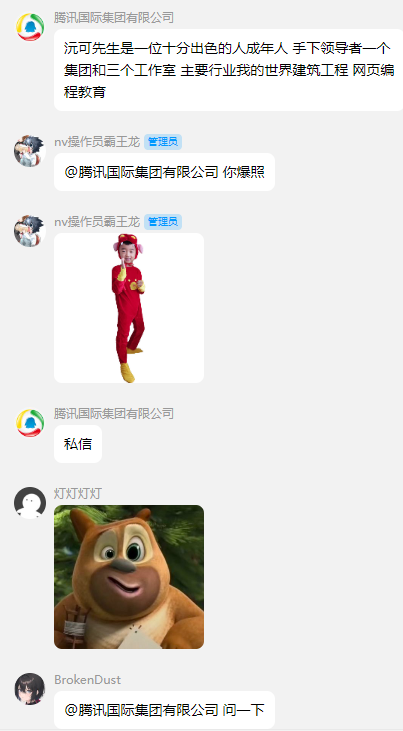 腾讯国际集团有限公司
沅可先生是一位十分出色的人成年人 手下领导者一个
集团和三个工作室 主要行业我的世界建筑工程 网页编
程教育
nv操作员霸王龙 管理员
@腾讯国际集团有限公司 你爆照
nv操作员霸王龙 管理员
腾讯国际集团有限公司
私信
灯灯灯灯
BrokenDust
@腾讯国际集团有限公司 问一下